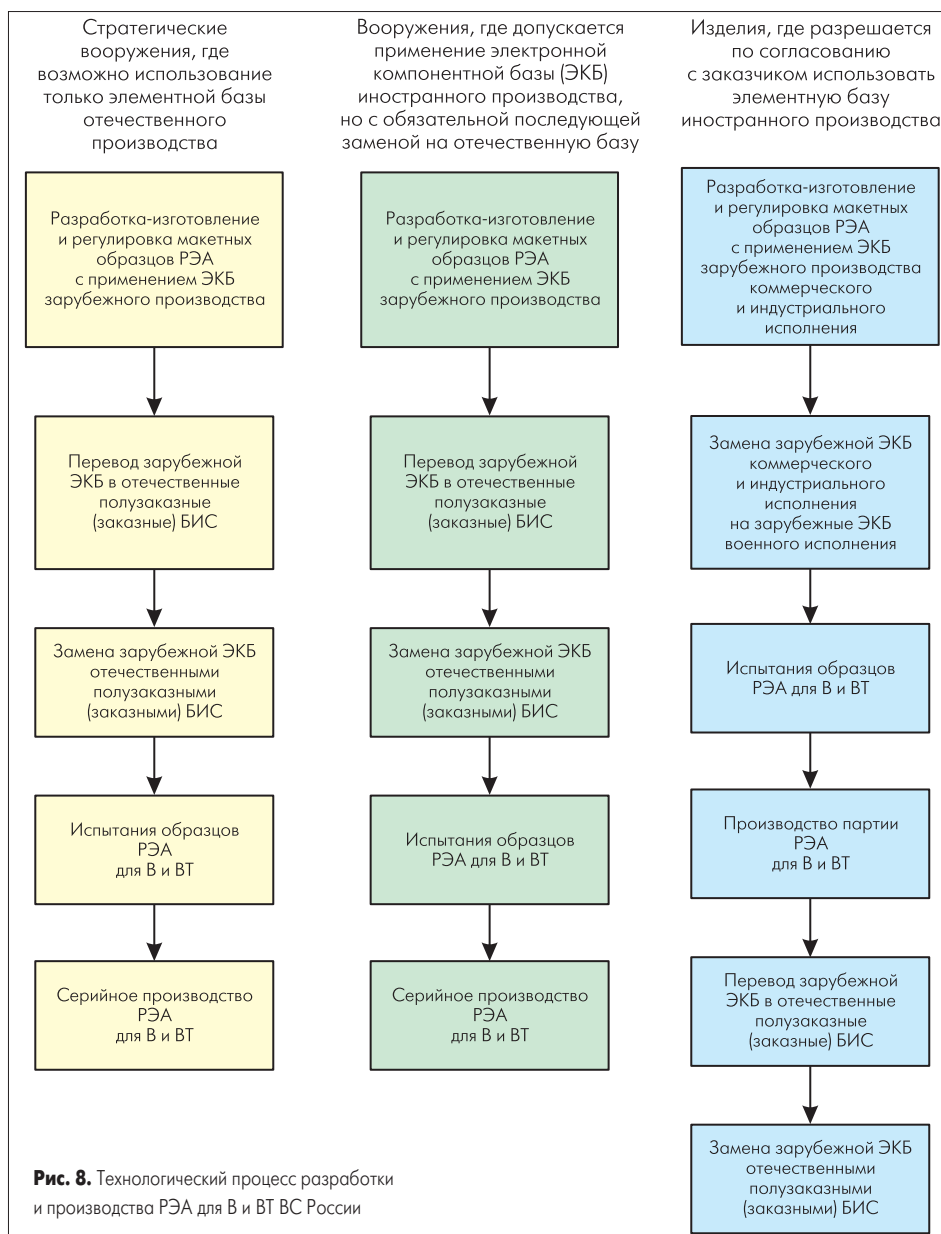 Стратегические
вооружения, где
возможно использование
только элементной базы
отечественного
производства
Разработка-изготовление
и регулировка макетных
образцов РЭА
с применением ЭКБ
зарубежного производства
Перевод зарубежной
ЭКБ в отечественные
полузаказные
(заказные) БИС
Замена зарубежной ЭКБ
отечественными
полузаказными
(заказными) БИС
Испытания образцов
РЭА
для В и ВТ
Серийное производство
РЭА
для В и ВТ
Вооружения, где допускается
применение электронной
компонентной базы (ЭКБ)
иностранного производства,
но с обязательной последующей
заменой на отечественную базу
Разработка-изготовление
и регулировка макетных
образцов РЭА
с применением ЭКБ
зарубежного производства
Перевод зарубежной
ЭКБ в отечественные
полузаказные
(заказные) БИС
Замена зарубежной ЭКБ
отечественными
полузаказными
(заказными) БИС
Испытания образцов
РЭА для В и ВТ
Серийное производство
РЭА
для В и ВТ
Изделия, где разрешается
по согласованию
с заказчиком использовать
элементную базу
иностранного производства
Разработка-изготовление
и регулировка макетных
образцов РЭА
с применением ЭКБ
зарубежного производства
коммерческого
и индустриального
исполнения
Замена зарубежной ЭКБ
коммерческого
и индустриального
исполнения
на зарубежные ЭКБ
военного исполнения
Испытания образцов
РЭА для В и ВТ
Производство партии
РЭА
для В и ВТ
Перевод зарубежной
ЭКБ в отечественные
полузаказные
(заказные) БИС
Замена зарубежной ЭКБ
отечественными
полузаказными
(заказными) БИС
Рис. 8. Технологический процесс разработки
и производства РЭА для В и ВТ ВС России